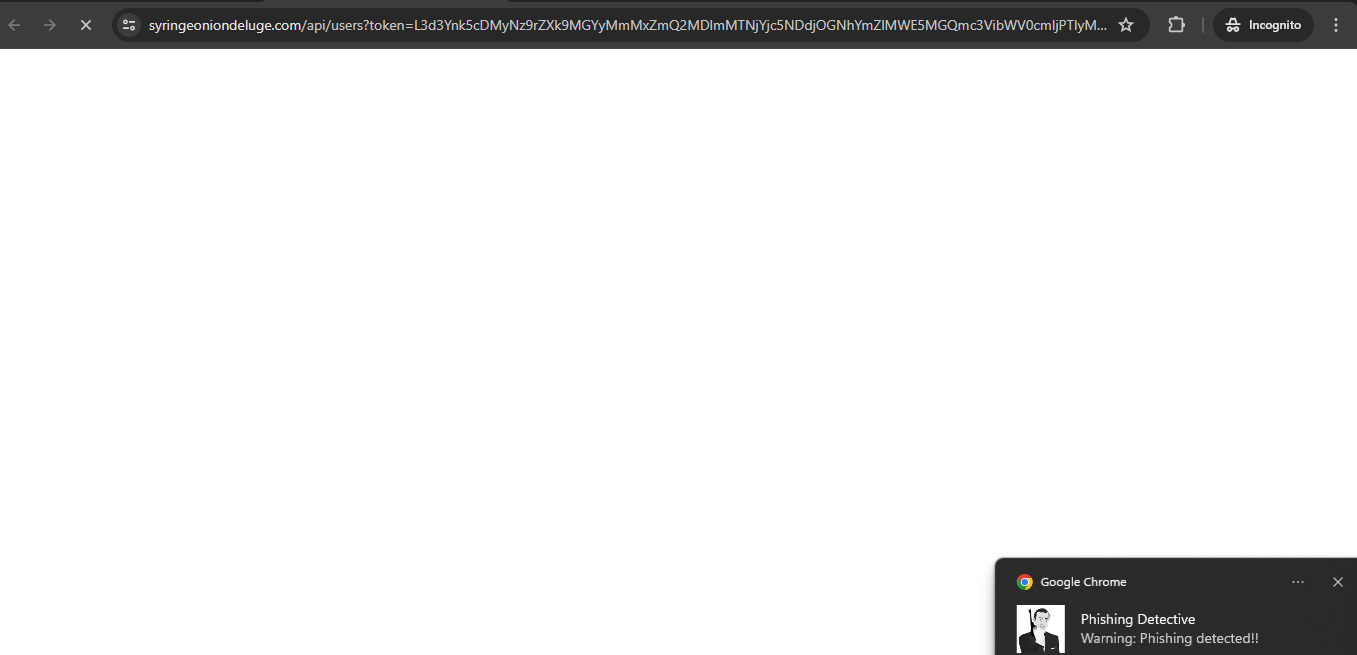 syringeoniondeluge.com/api/users?token=L3d3Ynk5cDMyNz9rZXk9MGYyMmMxZmQ2MDlmMTNjYjc5NDdjOGNhYmZlMWE5MGQmc3VibWV0cmljPTIyM...
Incognito
Google Chrome
Phishing Detective
Warning: Phishing detected!!